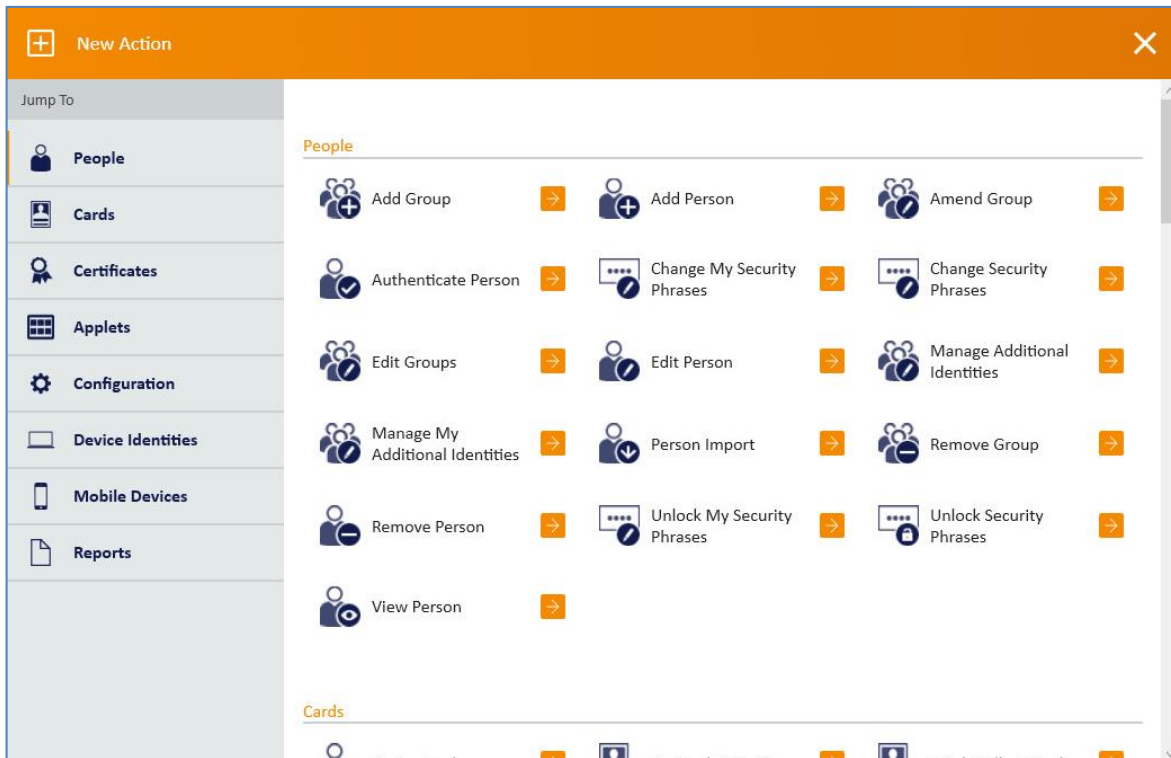 New Action
Jump To
People
Cards
Certificates
Applets
Configuration
Device Identities
Mobile Devices
Reports
People
Add Group
Add Person
Amend Group
Authenticate Person
Change My Security
Phrases
Change Security
Phrases
Edit Groups
Edit Person
Manage Additional
Identities
Manage My
Additional Identities
Person Import
Remove Group
Remove Person
Unlock My Security
Phrases
Unlock Security
Phrases
View Person
Cards